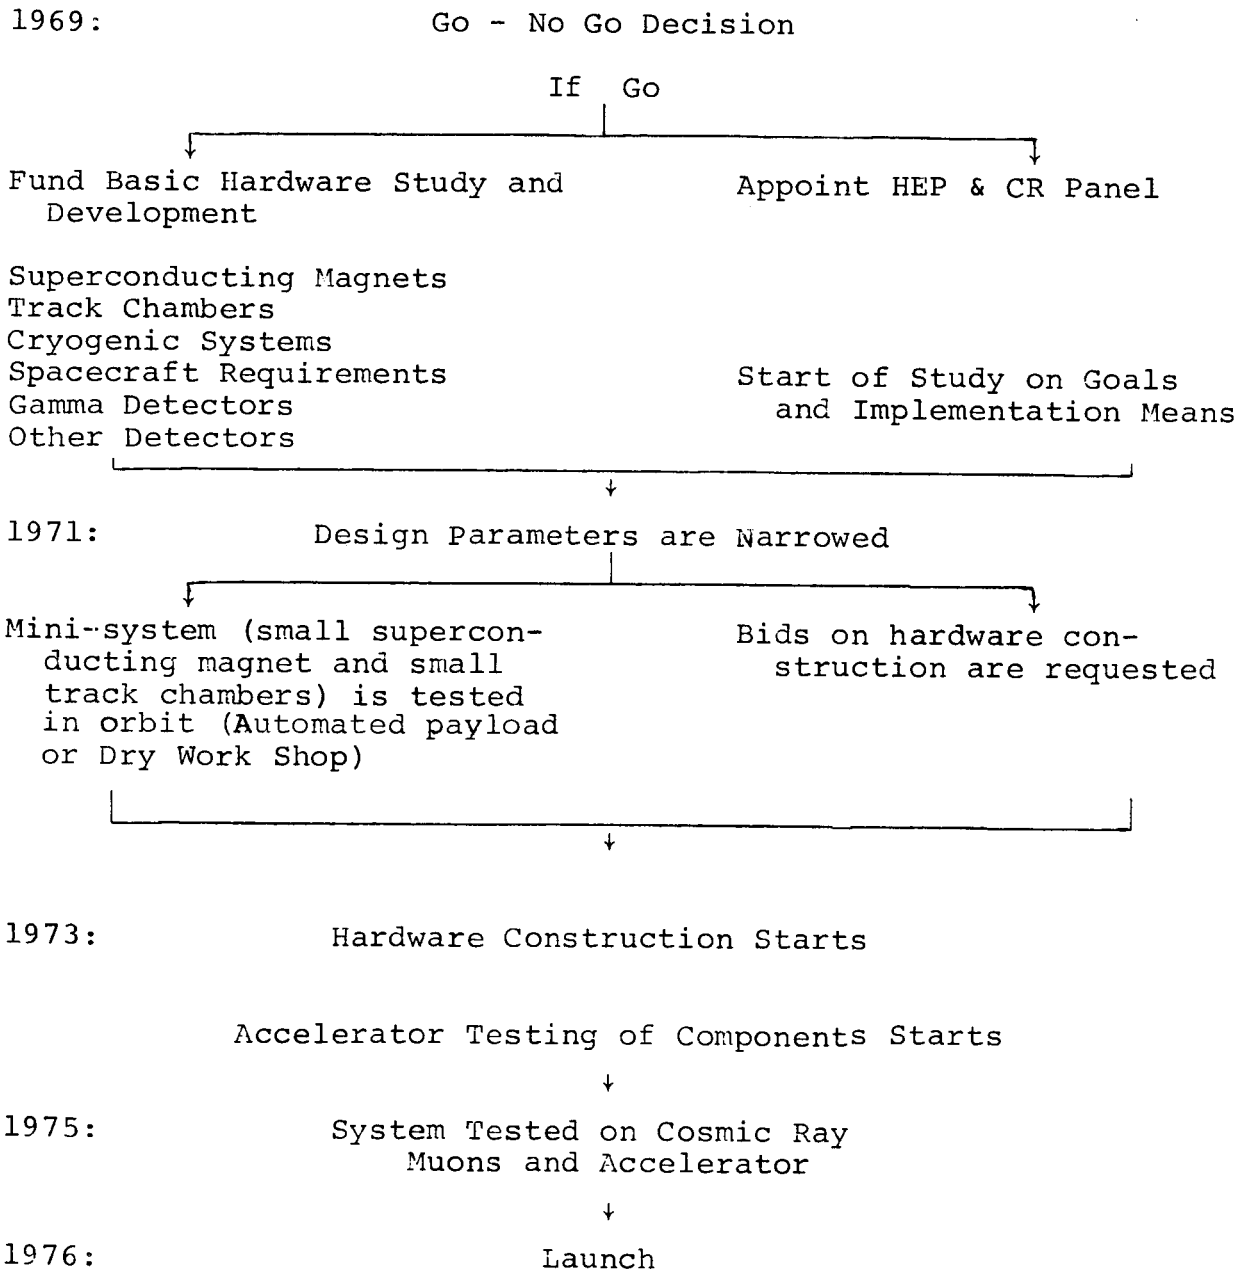 1969: Go - No Go Decision
If Go
Fund Basic Hardware Study and
Development
Appoint HEP & CR Panel
Superconducting Magnets
Track Chambers
Cryogenic Systems
Spacecraft Requirements
Gamma Detectors
Other Detectors
Start of Study on Goals
and Implementation Means
1971: Design Parameters are Narrowed
Mini-system (small supercon-
ducting magnet and small
track chambers) is tested
in orbit (Automated payload
or Dry Work Shop)
Bids on hardware con-
struction are requested
1973: Hardware Construction Starts
Accelerator Testing of Components Starts
1975: System Tested on Cosmic Ray
Muons and Accelerator
1976: Launch